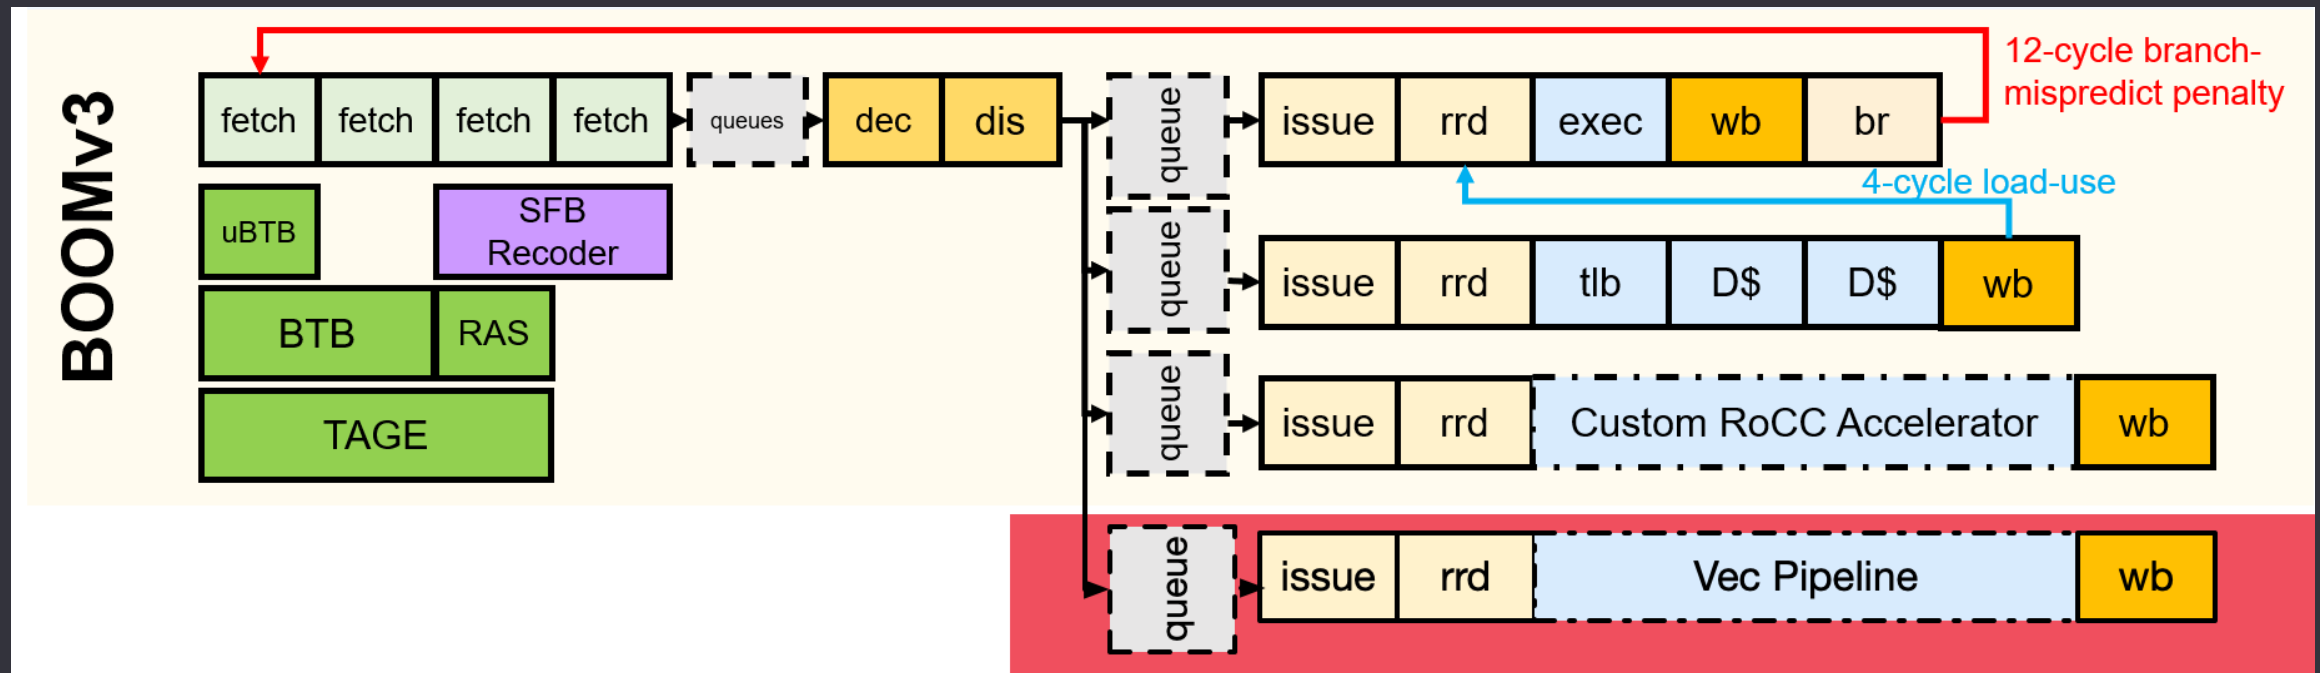 BOOMv3
12-cycle branch-
mispredict penalty
fetch
fetch
fetch
fetch
queues
dec
dis
queue
issue
rrd
exec
wb
br
4-cycle load-use
uBTB
SFB
Recoder
queue
issue
rrd
tlb
D$
D$
wb
BTB
RAS
TAGE
queue
issue
rrd
Custom RoCC Accelerator
wb
queue
issue
rrd
Vec Pipeline
wb